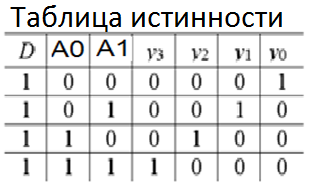 Таблица истинности
D A0 A1 y3 y2 y1 y0
1 0 0 0 0 0 1
1 0 1 0 0 1 0
1 1 0 0 1 0 0
1 1 1 1 0 0 0